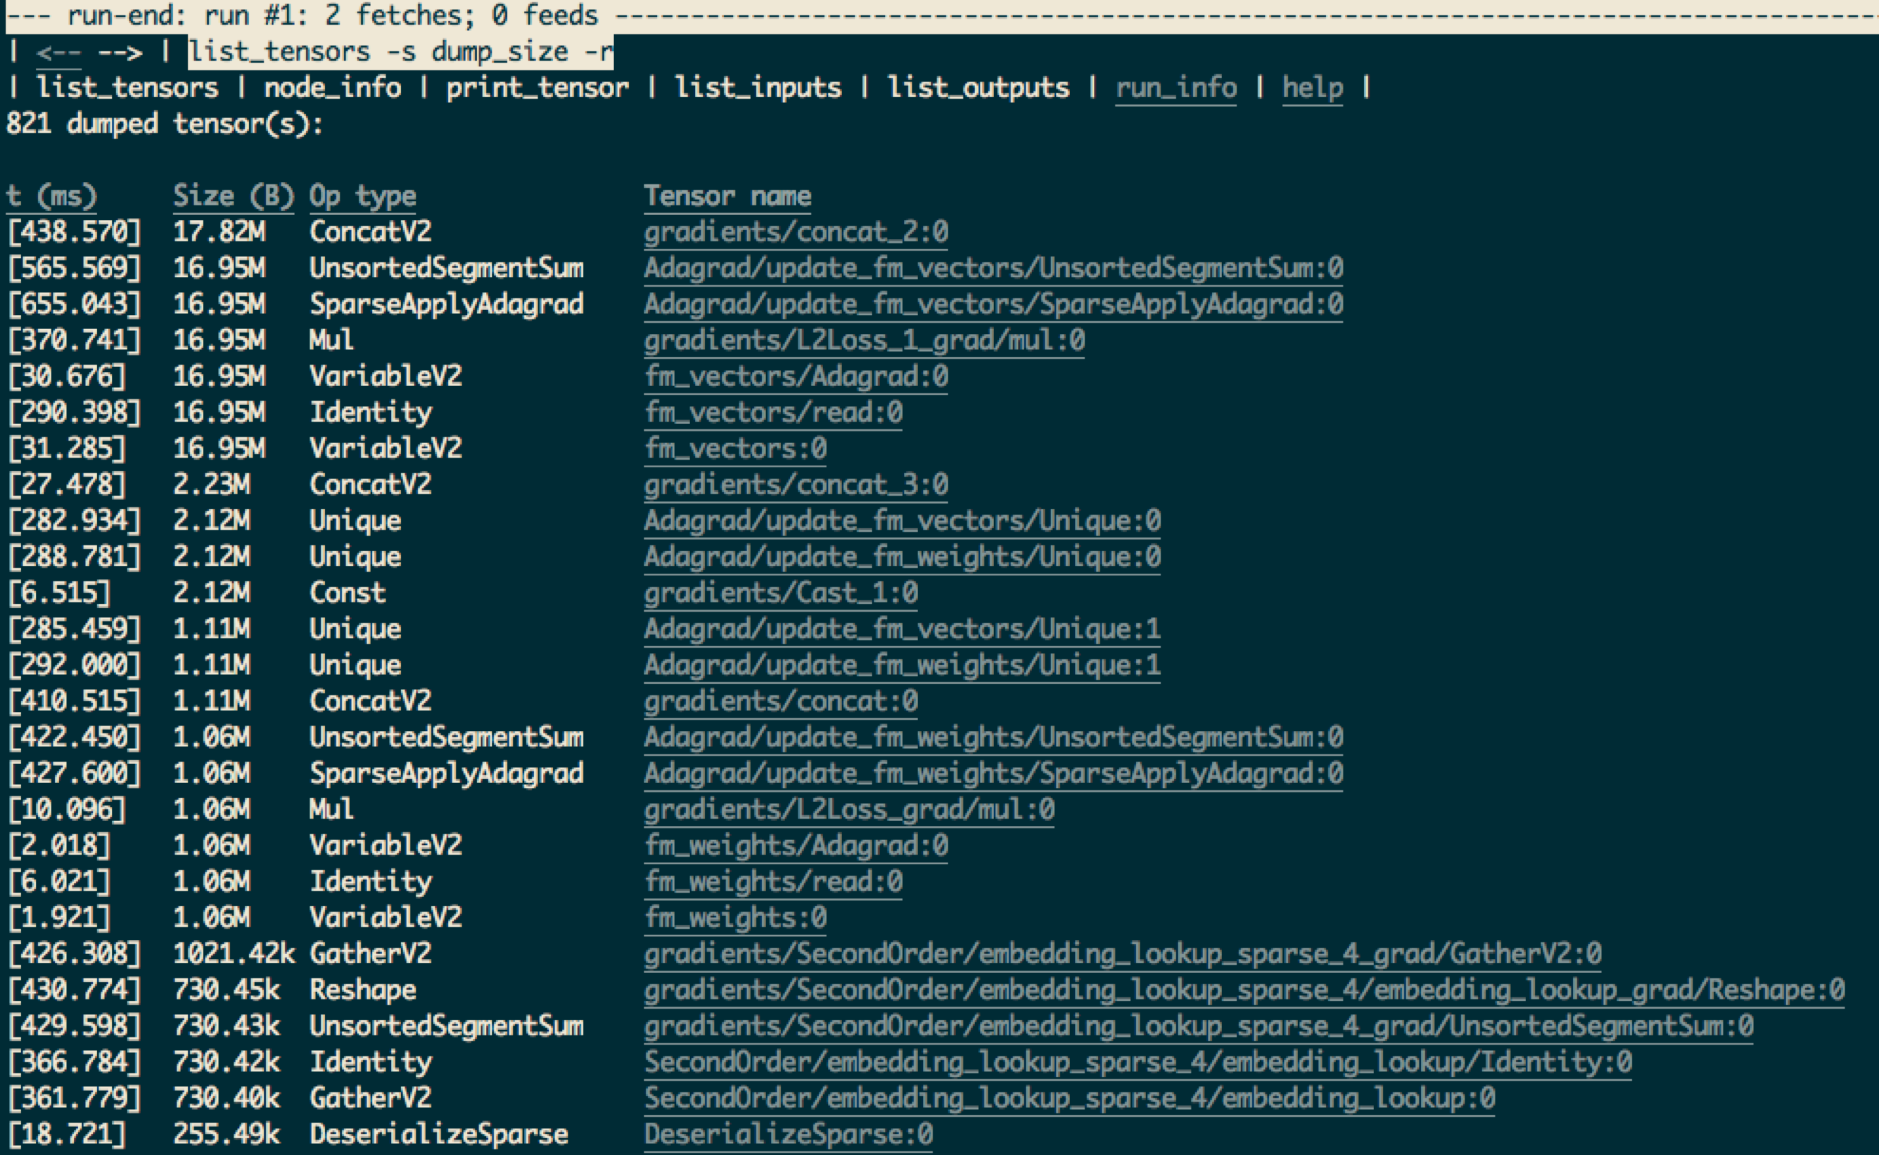 --- run-end: run #1: 2 fetches; 0 feeds -----------------------------------------------------------------------------------
| <-- --> | list_tensors -s dump_size -r
| list_tensors | node_info | print_tensor | list_inputs | list_outputs | run_info | help |
821 dumped tensor(s):
t (ms) Size (B) Op type Tensor name
[438.570] 17.82M ConcatV2 gradients/concat_2:0
[565.569] 16.95M UnsortedSegmentSum Adagrad/update_fm_vectors/UnsortedSegmentSum:0
[655.043] 16.95M SparseApplyAdagrad Adagrad/update_fm_vectors/SparseApplyAdagrad:0
[370.741] 16.95M Mul gradients/L2Loss_1_grad/mul:0
[30.676] 16.95M VariableV2 fm_vectors/Adagrad:0
[290.398] 16.95M Identity fm_vectors/read:0
[31.285] 16.95M VariableV2 fm_vectors:0
[27.478] 2.23M ConcatV2 gradients/concat_3:0
[282.934] 2.12M Unique Adagrad/update_fm_vectors/Unique:0
[288.781] 2.12M Unique Adagrad/update_fm_weights/Unique:0
[6.515] 2.12M Const gradients/Cast_1:0
[285.459] 1.11M Unique Adagrad/update_fm_vectors/Unique:1
[292.000] 1.11M Unique Adagrad/update_fm_weights/Unique:1
[410.515] 1.11M ConcatV2 gradients/concat:0
[422.450] 1.06M UnsortedSegmentSum Adagrad/update_fm_weights/UnsortedSegmentSum:0
[427.600] 1.06M SparseApplyAdagrad Adagrad/update_fm_weights/SparseApplyAdagrad:0
[10.096] 1.06M Mul gradients/L2Loss_grad/mul:0
[2.018] 1.06M VariableV2 fm_weights/Adagrad:0
[6.021] 1.06M Identity fm_weights/read:0
[1.921] 1.06M VariableV2 fm_weights:0
[426.308] 1021.42k GatherV2 gradients/SecondOrder/embedding_lookup_sparse_4_grad/GatherV2:0
[430.774] 730.45k Reshape gradients/SecondOrder/embedding_lookup_sparse_4/embedding_lookup_grad/Reshape:0
[429.598] 730.43k UnsortedSegmentSum gradients/SecondOrder/embedding_lookup_sparse_4_grad/UnsortedSegmentSum:0
[366.784] 730.42k Identity SecondOrder/embedding_lookup_sparse_4/embedding_lookup/Identity:0
[361.779] 730.40k GatherV2 SecondOrder/embedding_lookup_sparse_4/embedding_lookup:0
[18.721] 255.49k DeserializeSparse DeserializeSparse:0